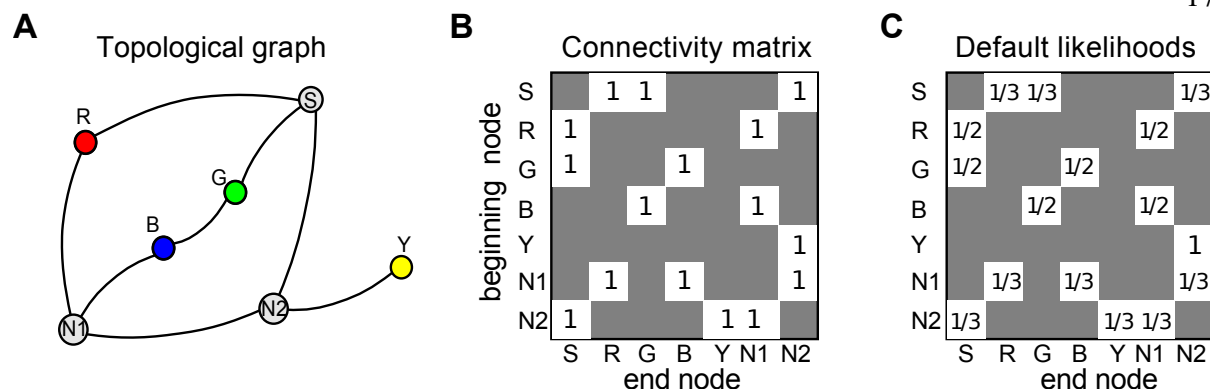 A
Topological graph
S
R
G
B
Y
N1
N2
B
Connectivity matrix
beginning node
S 1 1 1
R 1 1
G 1 1
B 1 1
Y 1
N1 1 1 1
N2 1 1 1
S R G B Y N1 N2
end node
C
Default likelihoods
S 1/3 1/3 1/3
R 1/2 1/2
G 1/2 1/2
B 1/2 1/2
Y 1
N1 1/3 1/3 1/3
N2 1/3 1/3 1/3
S R G B Y N1 N2
end node